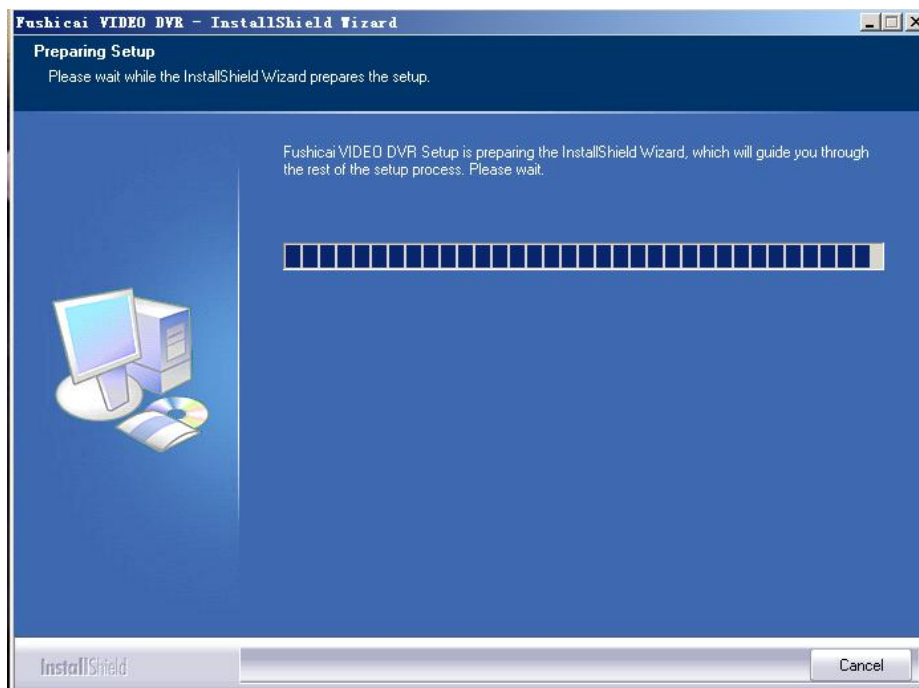 Fushicai VIDEO DVR - InstallShield Wizard
Preparing Setup
Please wait while the InstallShield Wizard prepares the setup.
Fushicai VIDEO DVR Setup is preparing the InstallShield Wizard, which will guide you through
the rest of the setup process. Please wait.
InstallShield
Cancel